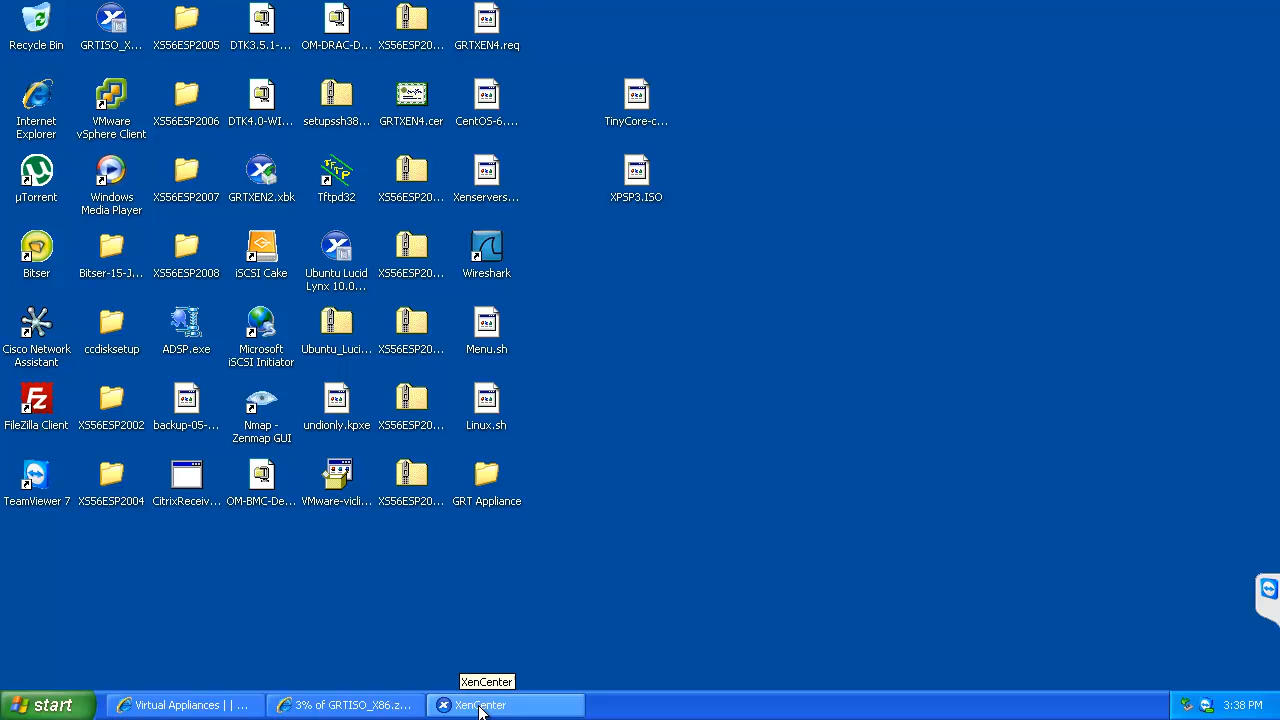 Recycle Bin
GRTISO_X...
XS56ESP2005
DTK3.5.1-...
OM-DRAC-D...
XS56ESP20...
GRTXEN4.req
Internet
Explorer
VMware
vSphere Client
XS56ESP2006
DTK4.0-WI...
setupssh38...
GRTXEN4.cer
CentOS-6....
TinyCore-c...
µTorrent
Windows
Media Player
XS56ESP2007
GRTXEN2.xbk
Tftpd32
XS56ESP20...
Xenservers...
XPSP3.ISO
Bitser
Bitser-15-J...
XS56ESP2008
iSCSI Cake
Ubuntu Lucid
Lynx 10.0...
XS56ESP20...
Wireshark
Cisco Network
Assistant
ccdisksetup
ADSP.exe
Microsoft
iSCSI Initiator
Ubuntu_Luci...
XS56ESP20...
Menu.sh
FileZilla Client
XS56ESP2002
backup-05-...
Nmap -
Zenmap GUI
undionly.kpxe
XS56ESP20...
Linux.sh
TeamViewer 7
XS56ESP2004
CitrixReceiv...
OM-BMC-De...
VMware-vicli...
XS56ESP20...
GRT Appliance
XenCenter
start
Virtual Appliances | | ...
3% of GRTISO_X86.z...
XenCenter
3:38 PM